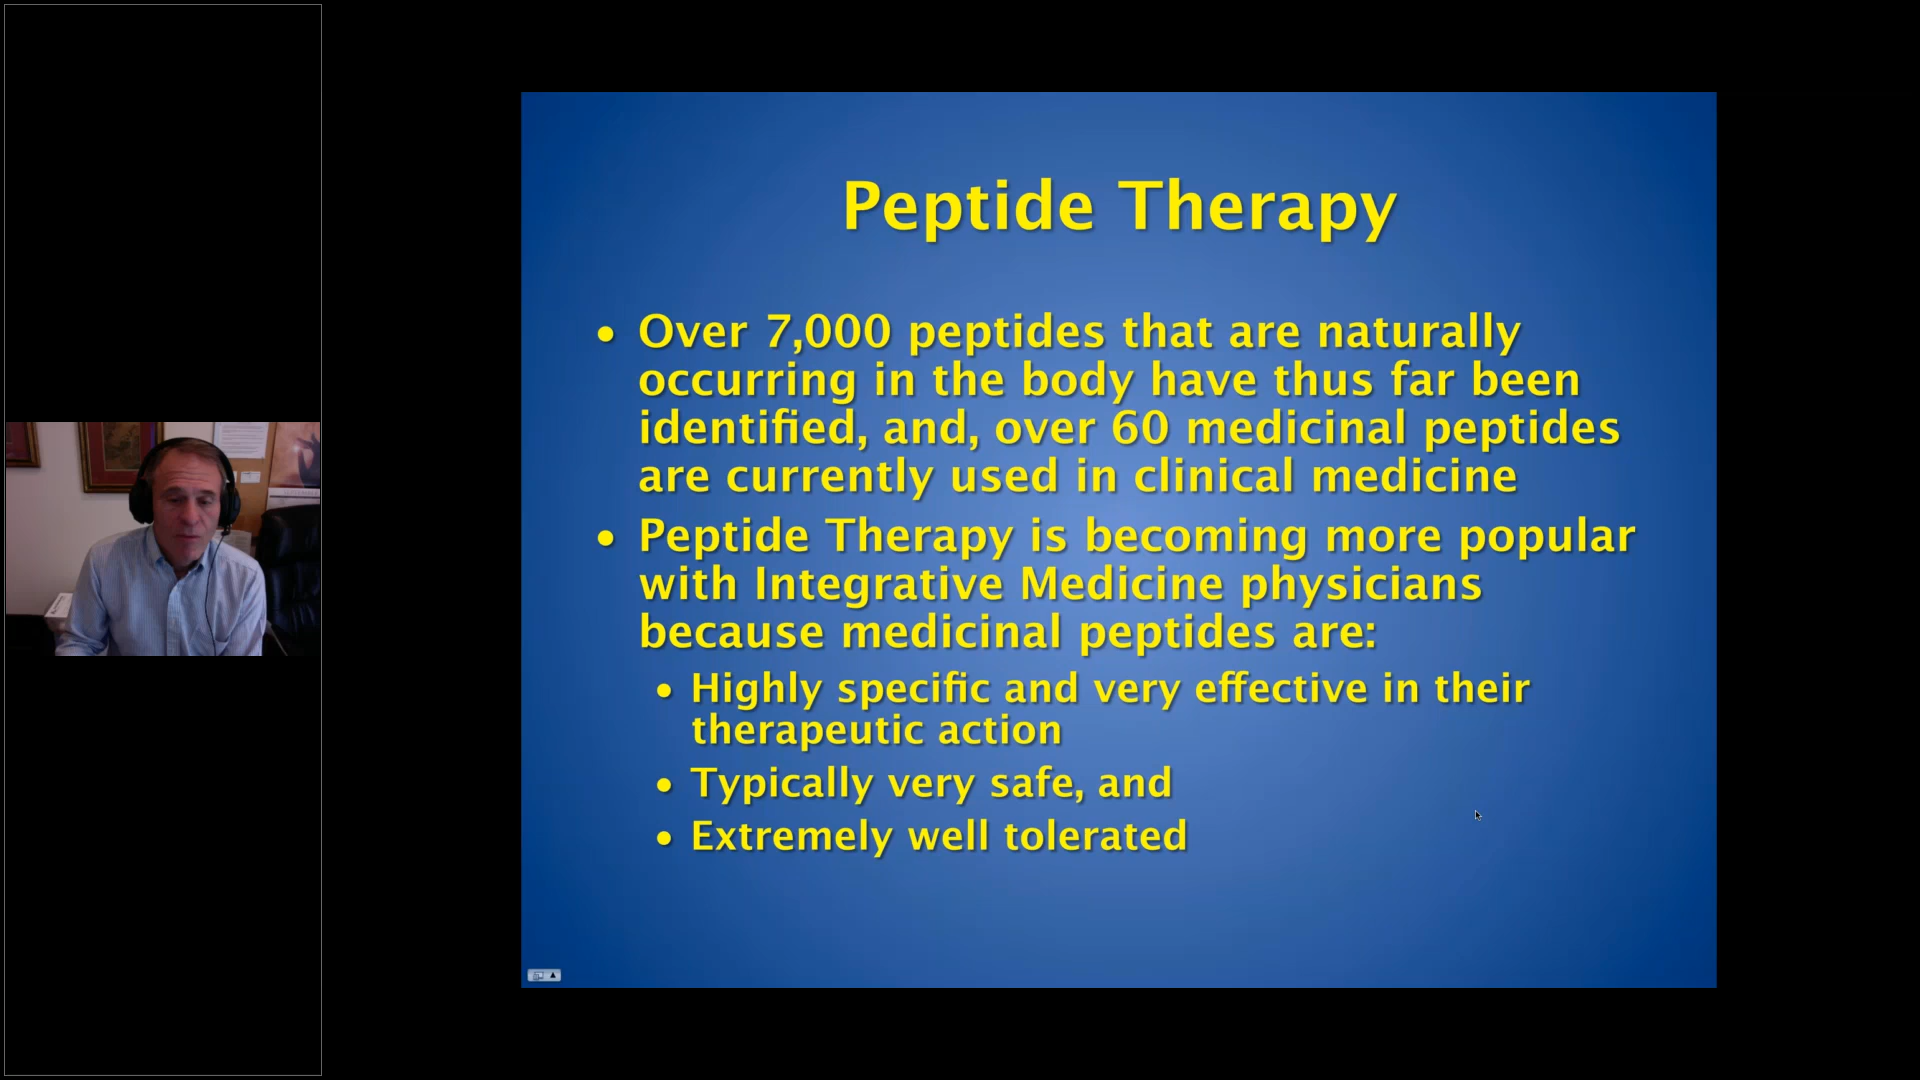 Peptide Therapy
• Over 7,000 peptides that are naturally
occurring in the body have thus far been
identified, and, over 60 medicinal peptides
are currently used in clinical medicine
• Peptide Therapy is becoming more popular
with Integrative Medicine physicians
because medicinal peptides are:
• Highly specific and very effective in their
therapeutic action
• Typically very safe, and
• Extremely well tolerated